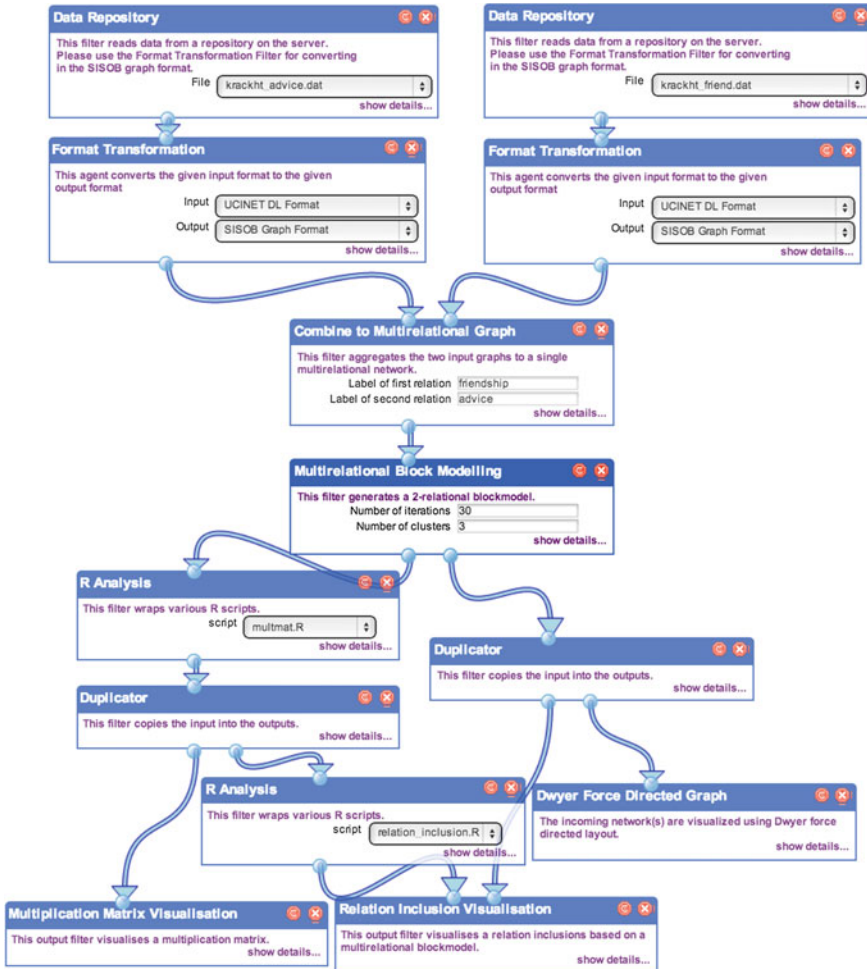 Data Repository
This filter reads data from a repository on the server.
Please use the Format Transformation Filter for converting
in the SISOB graph format.
File krackht_advice.dat
show details...
Data Repository
This filter reads data from a repository on the server.
Please use the Format Transformation Filter for converting
in the SISOB graph format.
File krackht_friend.dat
show details...
Format Transformation
This agent converts the given input format to the given
output format
Input UCINET DL Format
Output SISOB Graph Format
show details...
Format Transformation
This agent converts the given input format to the given
output format
Input UCINET DL Format
Output SISOB Graph Format
show details...
Combine to Multirelational Graph
This filter aggregates the two input graphs to a single
multirelational network.
Label of first relation friendship
Label of second relation advice
show details...
Multirelational Block Modelling
This filter generates a 2-relational blockmodel.
Number of iterations 30
Number of clusters 3
show details...
R Analysis
This filter wraps various R scripts.
script multmat.R
show details...
Duplicator
This filter copies the input into the outputs.
show details...
Duplicator
This filter copies the input into the outputs.
show details...
R Analysis
This filter wraps various R scripts.
script relation_inclusion.R
show details...
Dwyer Force Directed Graph
The incoming network(s) are visualized using Dwyer force
directed layout.
show details...
Multiplication Matrix Visualisation
This output filter visualises a multiplication matrix.
show details...
Relation Inclusion Visualisation
This output filter visualises a relation inclusions based on a
multirelational blockmodel.
show details...